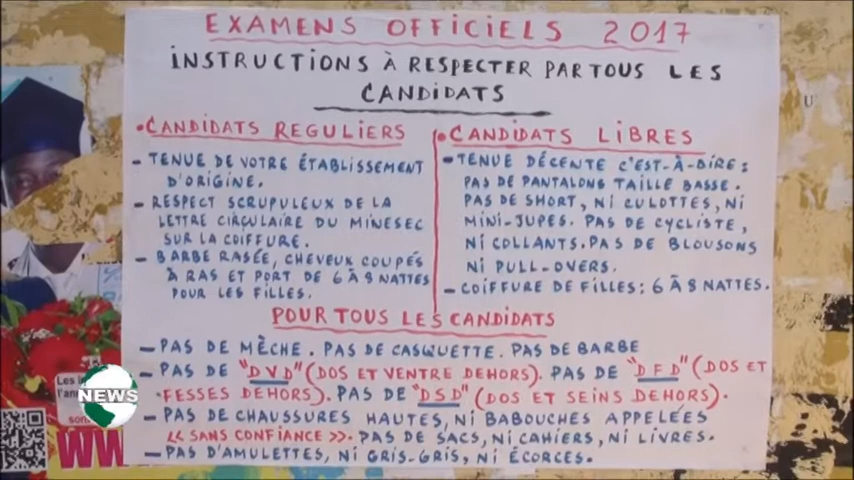 EXAMENS OFFICIELS 2017
INSTRUCTIONS À RESPECTER PAR TOUS LES
CANDIDATS
• CANDIDATS REGULIERS
- TENUE DE VOTRE ÉTABLISSEMENT
D'ORIGINE.
- RESPECT SCRUPULEUX DE LA
LETTRE CIRCULAIRE DU MINESEC
SUR LA COIFFURE.
- BARBE RASÉE, CHEVEUX COUPÉS
À RAS ET PORT DE 6 À 8 NATTES
POUR LES FILLES.
• CANDIDATS LIBRES
- TENUE DÉCENTE C'EST-À-DIRE :
PAS DE PANTALONS TAILLE BASSE.
PAS DE SHORT, NI CULOTTES, NI
MINI-JUPES. PAS DE CYCLISTE,
NI COLLANTS. PAS DE BLOUSONS
NI PULL-OVERS.
- COIFFURE DE FILLES : 6 À 8 NATTES.
POUR TOUS LES CANDIDATS
- PAS DE MÈCHE. PAS DE CASQUETTE. PAS DE BARBE
- PAS DE "DVD" (DOS ET VENTRE DEHORS). PAS DE "DFD" (DOS ET
FESSES DEHORS). PAS DE "DSD" (DOS ET SEINS DEHORS).
- PAS DE CHAUSSURES HAUTES, NI BABOUCHES APPELÉES
« SANS CONFIANCE ». PAS DE SACS, NI CAHIERS, NI LIVRES.
- PAS D'AMULETTES, NI GRIS-GRIS, NI ÉCORCES.
NEWS